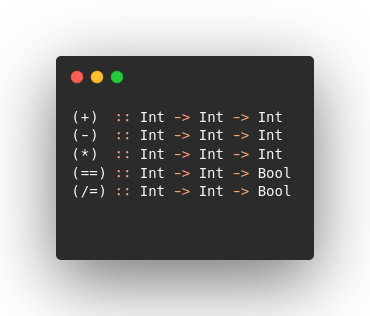 (+)  :: Int -> Int -> Int
(-)  :: Int -> Int -> Int
(*)  :: Int -> Int -> Int
(==) :: Int -> Int -> Bool
(/=) :: Int -> Int -> Bool